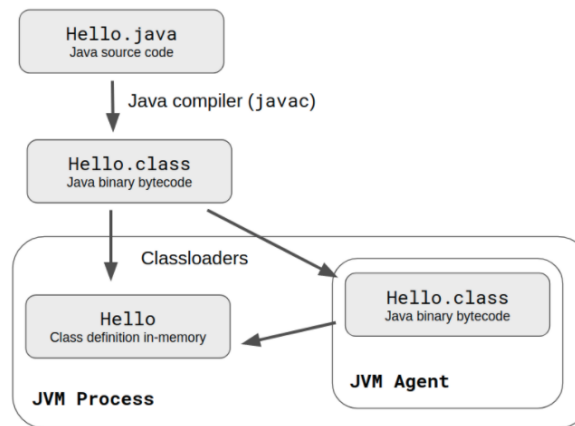 Hello.java
Java source code
Java compiler (javac)
Hello.class
Java binary bytecode
Classloaders
Hello
Class definition in-memory
Hello.class
Java binary bytecode
JVM Agent
JVM Process